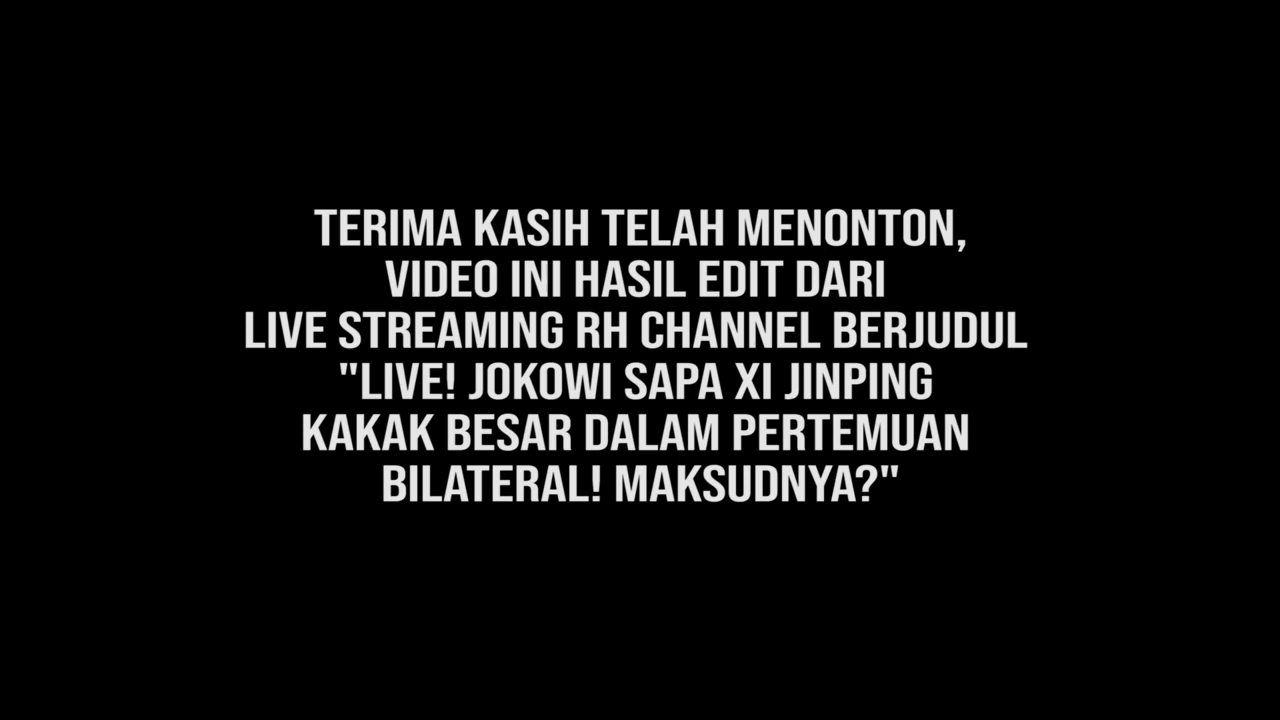 TERIMA KASIH TELAH MENONTON,
VIDEO INI HASIL EDIT DARI
LIVE STREAMING RH CHANNEL BERJUDUL
"LIVE! JOKOWI SAPA XI JINPING
KAKAK BESAR DALAM PERTEMUAN
BILATERAL! MAKSUDNYA?"